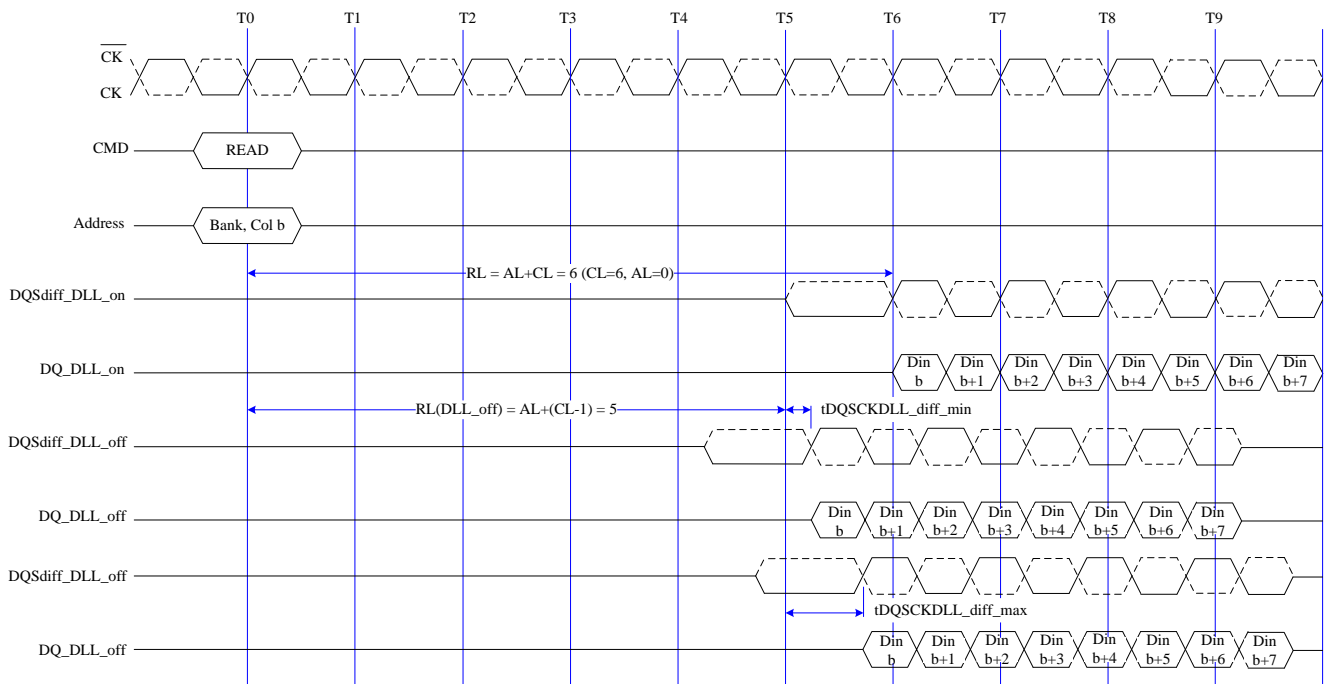 T0 T1 T2 T3 T4 T5 T6 T7 T8 T9
CK
CK
CMD READ
Address Bank, Col b
RL = AL+CL = 6 (CL=6, AL=0)
DQSdiff_DLL_on
DQ_DLL_on Din b Din b+1 Din b+2 Din b+3 Din b+4 Din b+5 Din b+6 Din b+7
RL(DLL_off) = AL+(CL-1) = 5 tDQSCKDLL_diff_min
DQSdiff_DLL_off
DQ_DLL_off Din b Din b+1 Din b+2 Din b+3 Din b+4 Din b+5 Din b+6 Din b+7
DQSdiff_DLL_off
tDQSCKDLL_diff_max
DQ_DLL_off Din b Din b+1 Din b+2 Din b+3 Din b+4 Din b+5 Din b+6 Din b+7